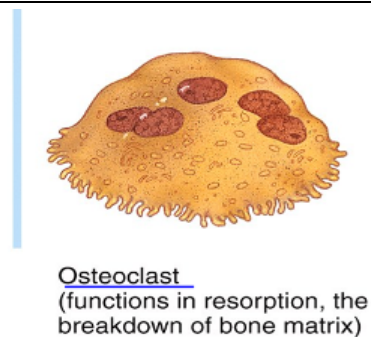 Osteoclast
(functions in resorption, the
breakdown of bone matrix)